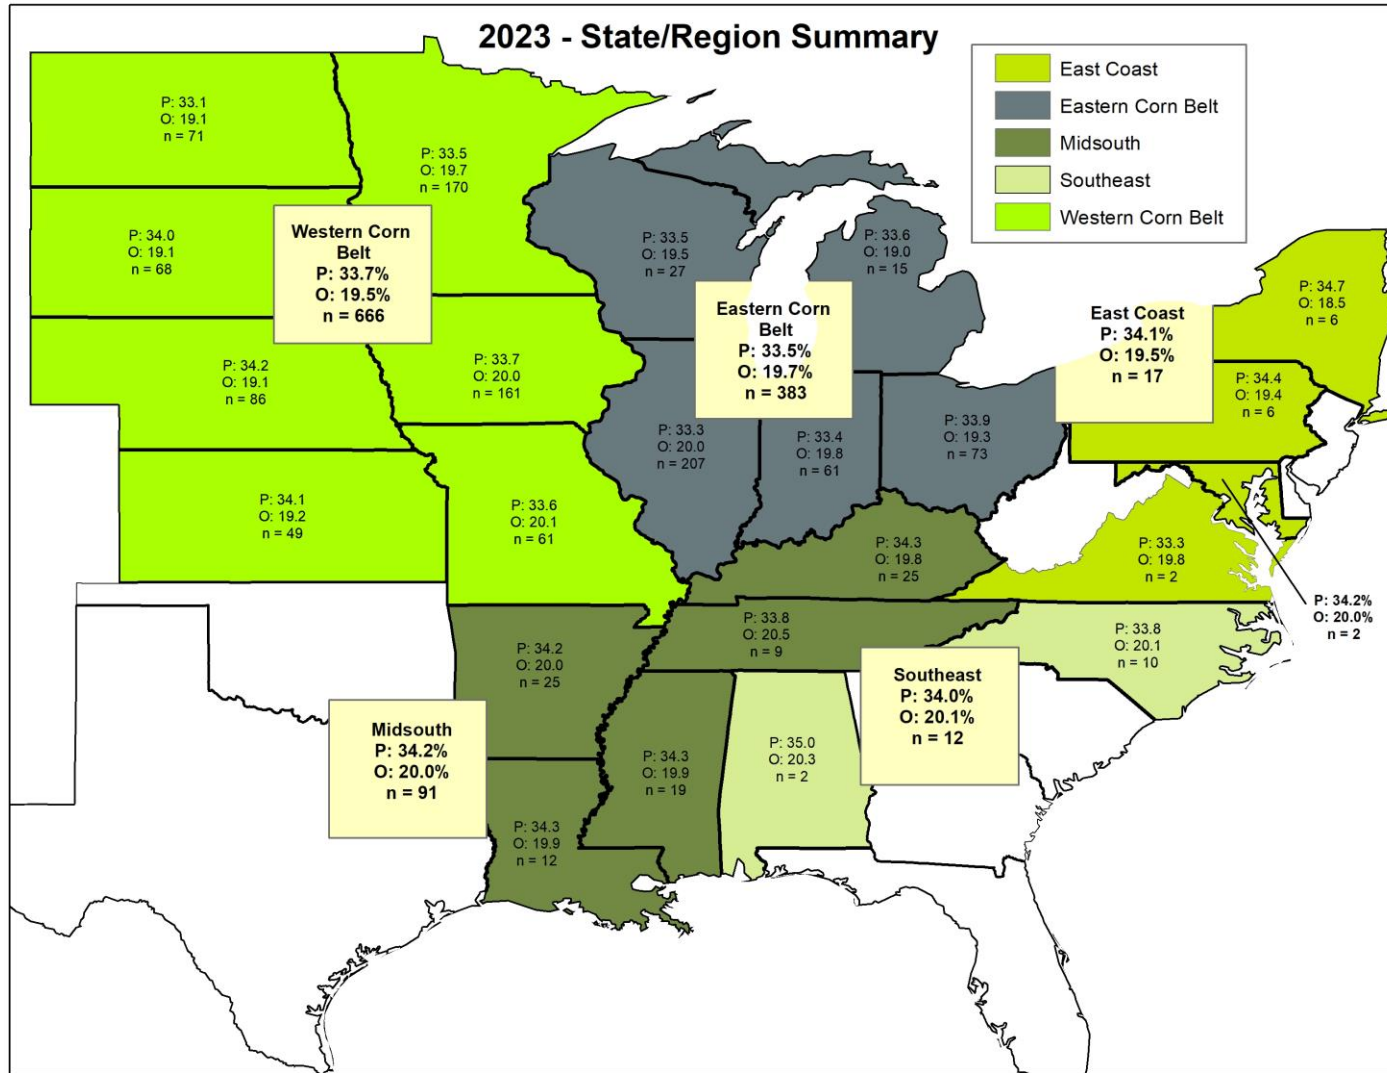 2023 - State/Region Summary
East Coast
Eastern Corn Belt
Midsouth
Southeast
Western Corn Belt
P: 33.1
O: 19.1
n = 71
P: 33.5
O: 19.7
n = 170
P: 34.0
O: 19.1
n = 68
Western Corn
Belt
P: 33.7%
O: 19.5%
n = 666
P: 33.5
O: 19.5
n = 27
P: 33.6
O: 19.0
n = 15
Eastern Corn
Belt
P: 33.5%
O: 19.7%
n = 383
East Coast
P: 34.1%
O: 19.5%
n = 17
P: 34.7
O: 18.5
n = 6
P: 34.2
O: 19.1
n = 86
P: 33.7
O: 20.0
n = 161
P: 34.4
O: 19.4
n = 6
P: 33.3
O: 20.0
n = 207
P: 33.4
O: 19.8
n = 61
P: 33.9
O: 19.3
n = 73
P: 34.1
O: 19.2
n = 49
P: 33.6
O: 20.1
n = 61
P: 34.3
O: 19.8
n = 25
P: 33.3
O: 19.8
n = 2
P: 34.2%
O: 20.0%
n = 2
P: 33.8
O: 20.5
n = 9
P: 33.8
O: 20.1
n = 10
P: 34.2
O: 20.0
n = 25
Southeast
P: 34.0%
O: 20.1%
n = 12
Midsouth
P: 34.2%
O: 20.0%
n = 91
P: 34.3
O: 19.9
n = 19
P: 35.0
O: 20.3
n = 2
P: 34.3
O: 19.9
n = 12